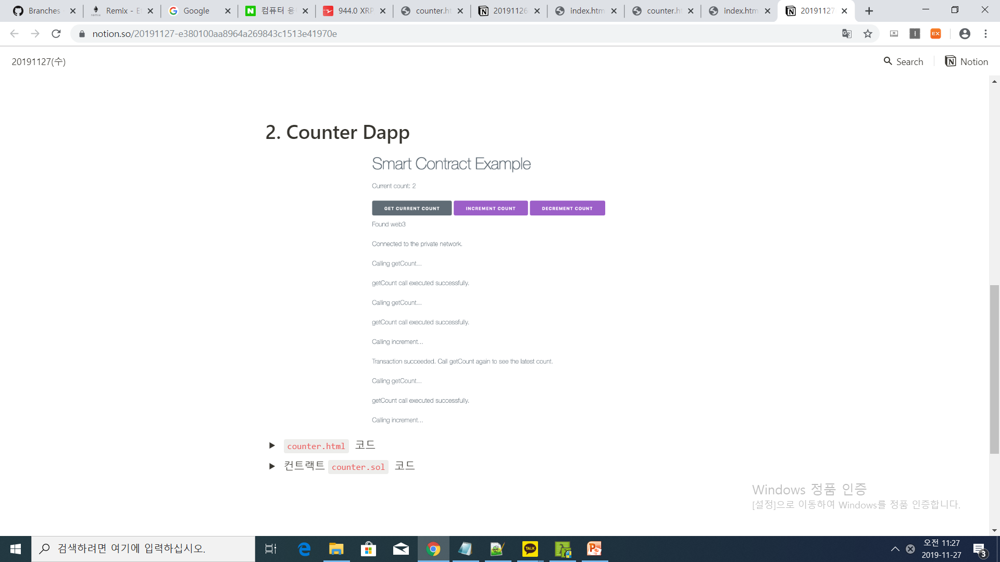 Branches
Remix - Et
Google
컴퓨터 용
944.0 XRP
counter.ht
20191126
index.htm
counter.ht
index.htm
20191127
notion.so/20191127-e380100aa8964a269843c1513e41970e
EX
20191127(수)
Search
Notion
2. Counter Dapp
Smart Contract Example
Current count: 2
GET CURRENT COUNT
INCREMENT COUNT
DECREMENT COUNT
Found web3
Connected to the private network.
Calling getCount...
getCount call executed successfully.
Calling getCount...
getCount call executed successfully.
Calling increment...
Transaction succeeded. Call getCount again to see the latest count.
Calling getCount...
getCount call executed successfully.
Calling increment...
counter.html 코드
컨트랙트 counter.sol 코드
Windows 정품 인증
[설정]으로 이동하여 Windows를 정품 인증합니다.
검색하려면 여기에 입력하십시오.
TALK
오전 11:27
2019-11-27
3